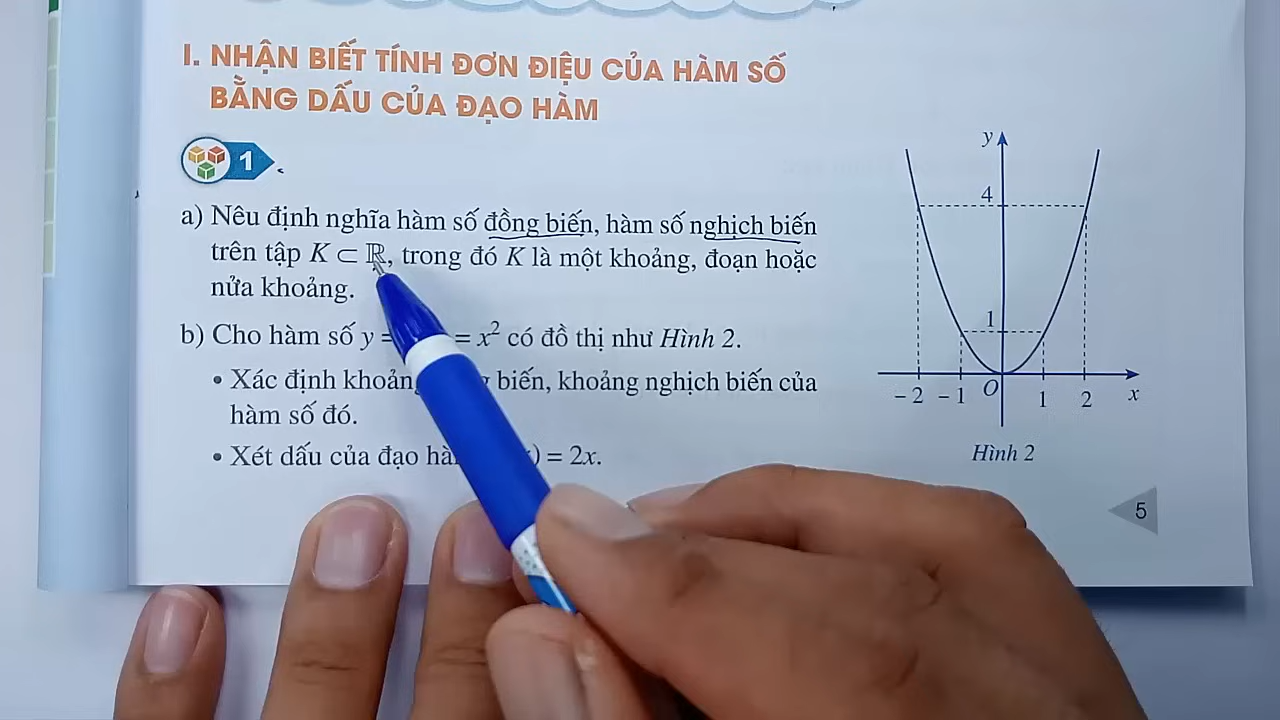 I. NHẬN BIẾT TÍNH ĐƠN ĐIỆU CỦA HÀM SỐ
BẰNG DẤU CỦA ĐẠO HÀM
1
a) Nêu định nghĩa hàm số đồng biến, hàm số nghịch biến
trên tập K ⊂ ℝ, trong đó K là một khoảng, đoạn hoặc
nửa khoảng.
b) Cho hàm số y = = x² có đồ thị như Hình 2.
• Xác định khoảng biến, khoảng nghịch biến của
hàm số đó.
• Xét dấu của đạo ) = 2x.
y
4
1
– 2 – 1 O 1 2 x
Hình 2
5